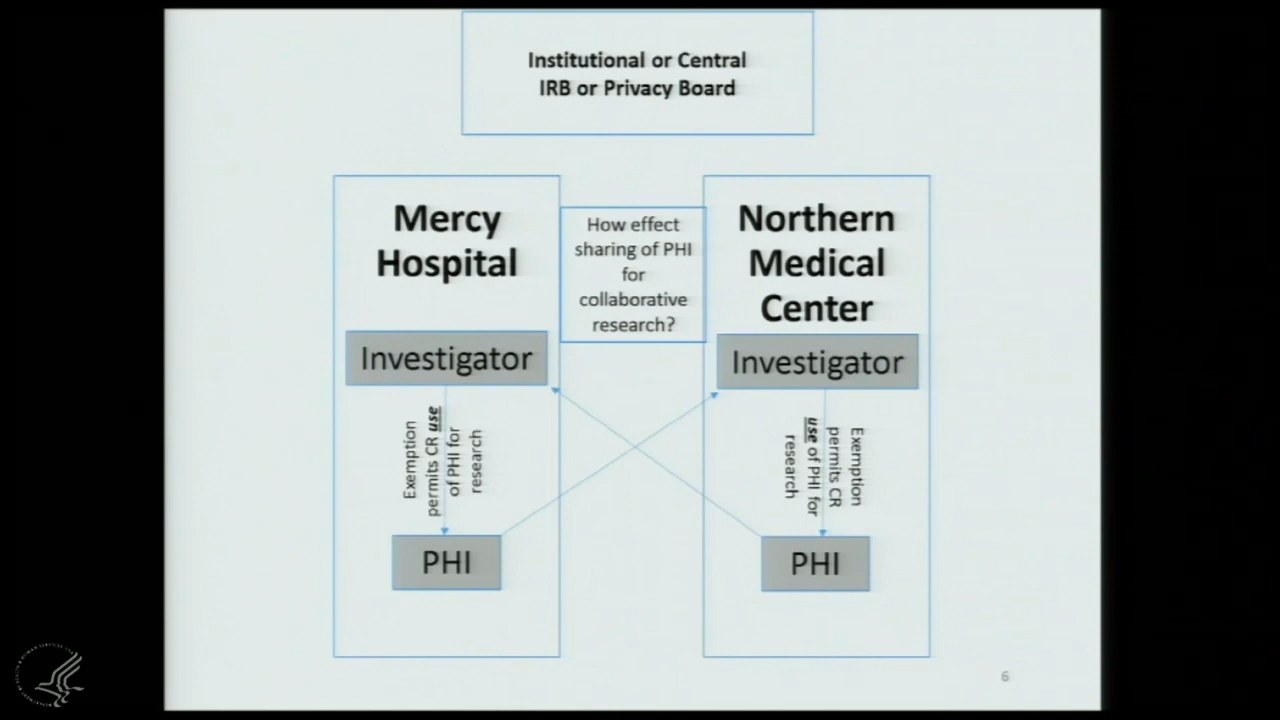 Institutional or Central
IRB or Privacy Board
Mercy
Hospital
How effect
sharing of PHI
for
collaborative
research?
Northern
Medical
Center
Investigator
Investigator
Exemption
permits CR use
of PHI for
research
Exemption
permits CR
use of PHI for
research
PHI
PHI
6